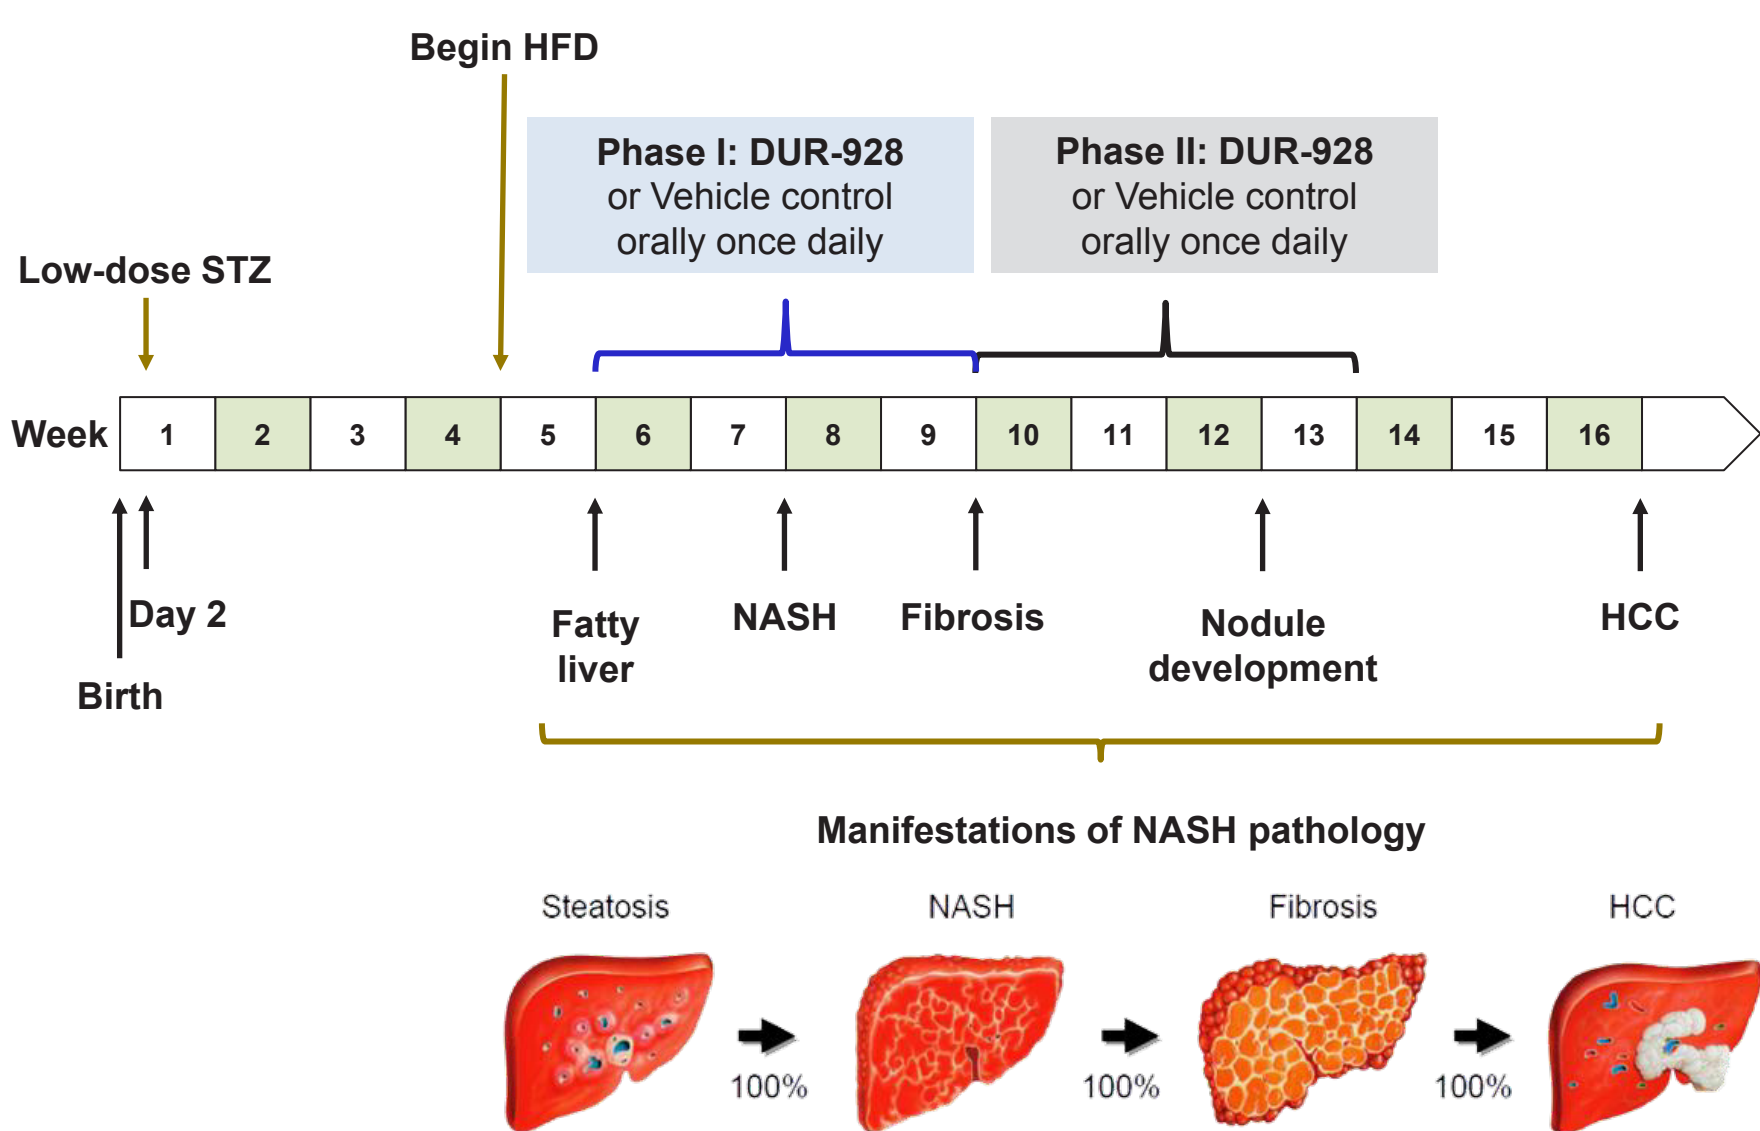 Begin HFD
Phase I: DUR-928
or Vehicle control
orally once daily
Phase II: DUR-928
or Vehicle control
orally once daily
Low-dose STZ
Week 1 2 3 4 5 6 7 8 9 10 11 12 13 14 15 16
Day 2
Birth
Fatty
liver
NASH
Fibrosis
Nodule
development
HCC
Manifestations of NASH pathology
Steatosis NASH Fibrosis HCC
100% 100% 100%